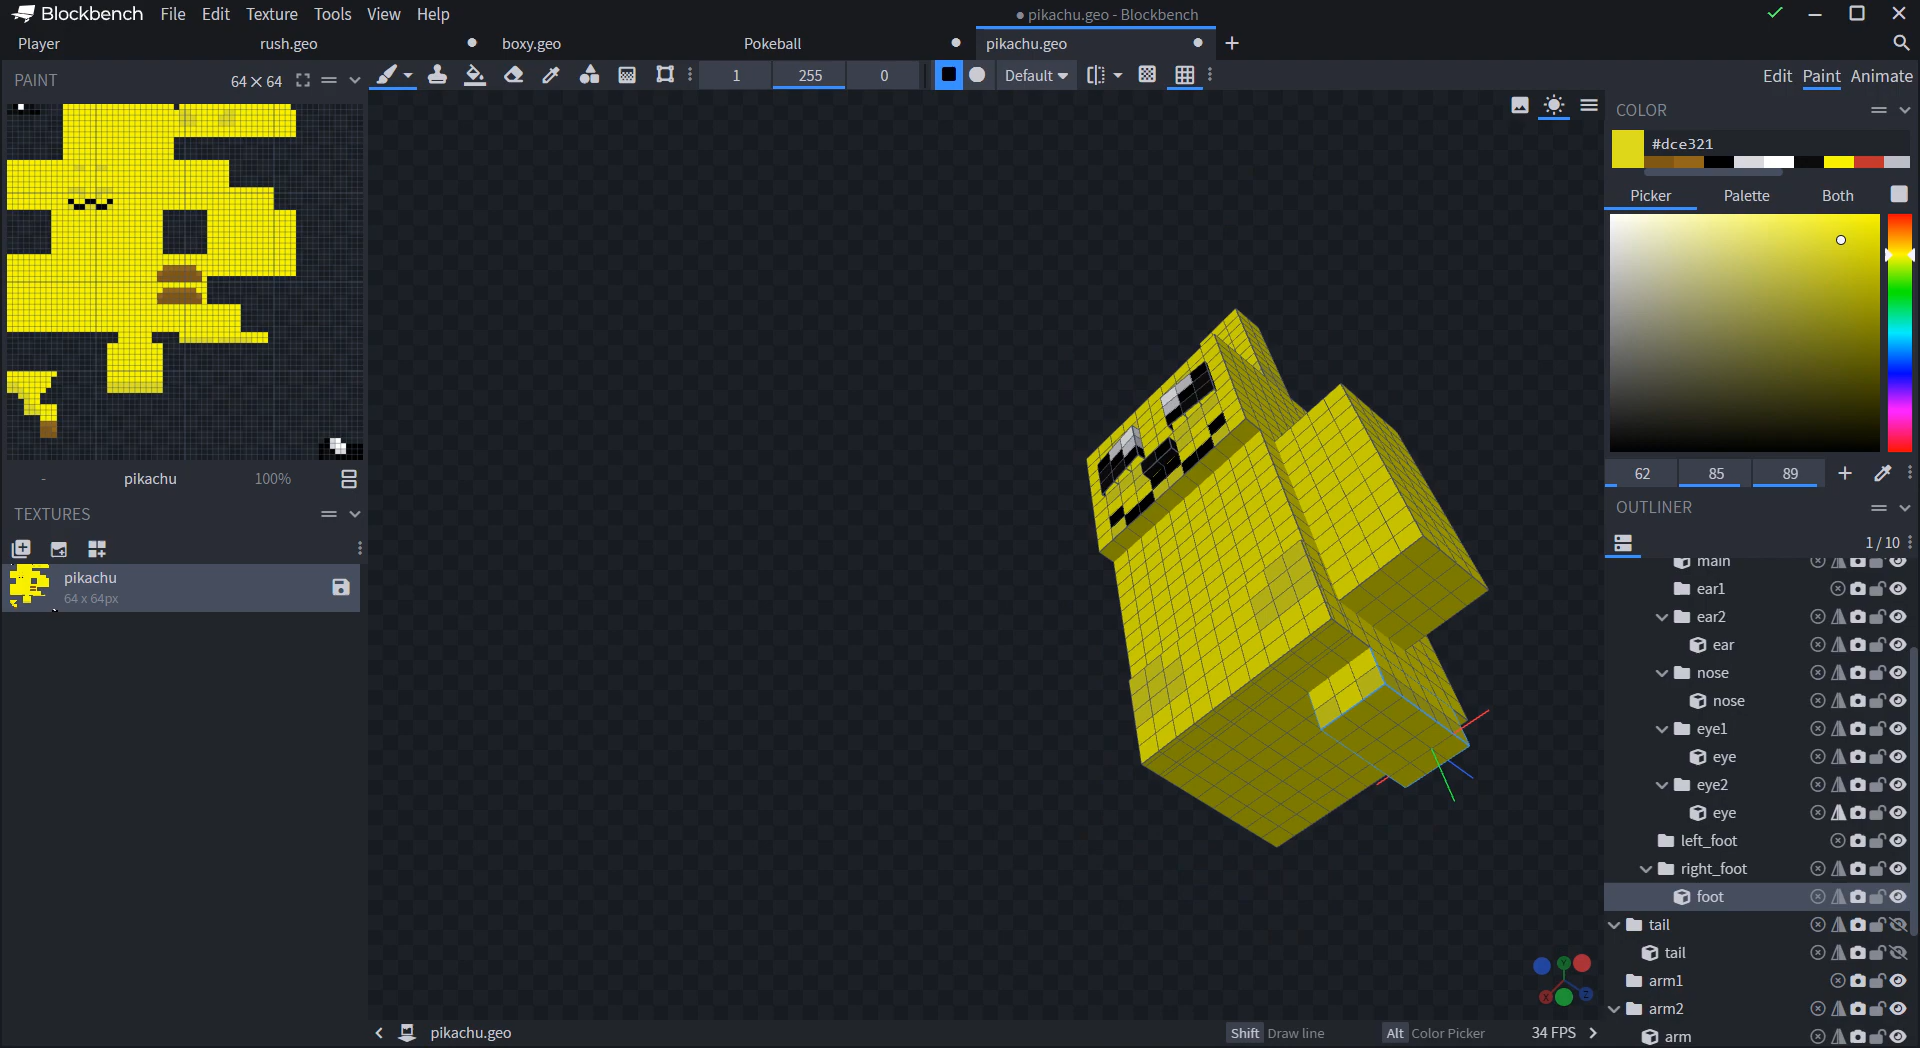 Blockbench File Edit Texture Tools View Help
pikachu.geo - Blockbench
Player rush.geo boxy.geo Pokeball pikachu.geo
PAINT 64 × 64
1 255 0 Default
Edit Paint Animate
COLOR
#dce321
Picker Palette Both
62 85 89
OUTLINER
1 / 10
main
ear1
ear2
ear
nose
nose
eye1
eye
eye2
eye
left_foot
right_foot
foot
tail
tail
arm1
arm2
arm
- pikachu 100%
TEXTURES
pikachu
64 x 64px
Y
X
Z
pikachu.geo Shift Draw line Alt Color Picker 34 FPS